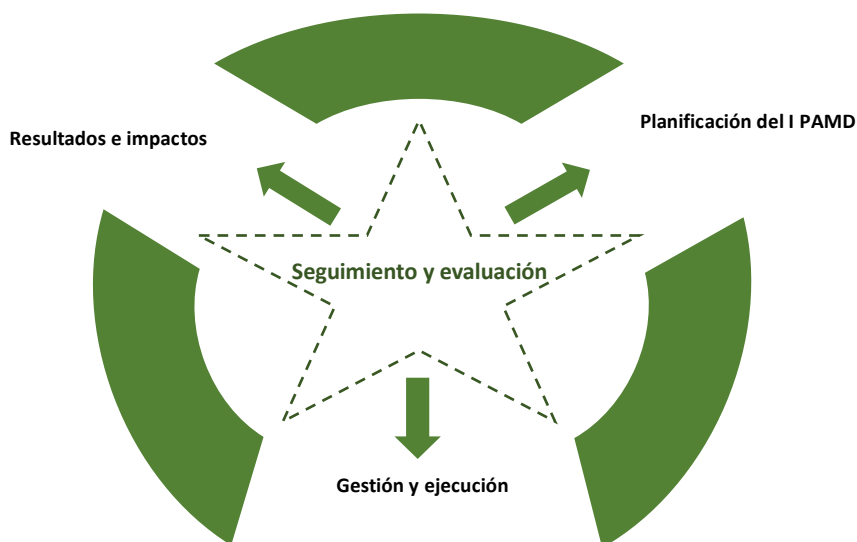 Planificación del I PAMD
Resultados e impactos
Seguimiento y evaluación
Gestión y ejecución